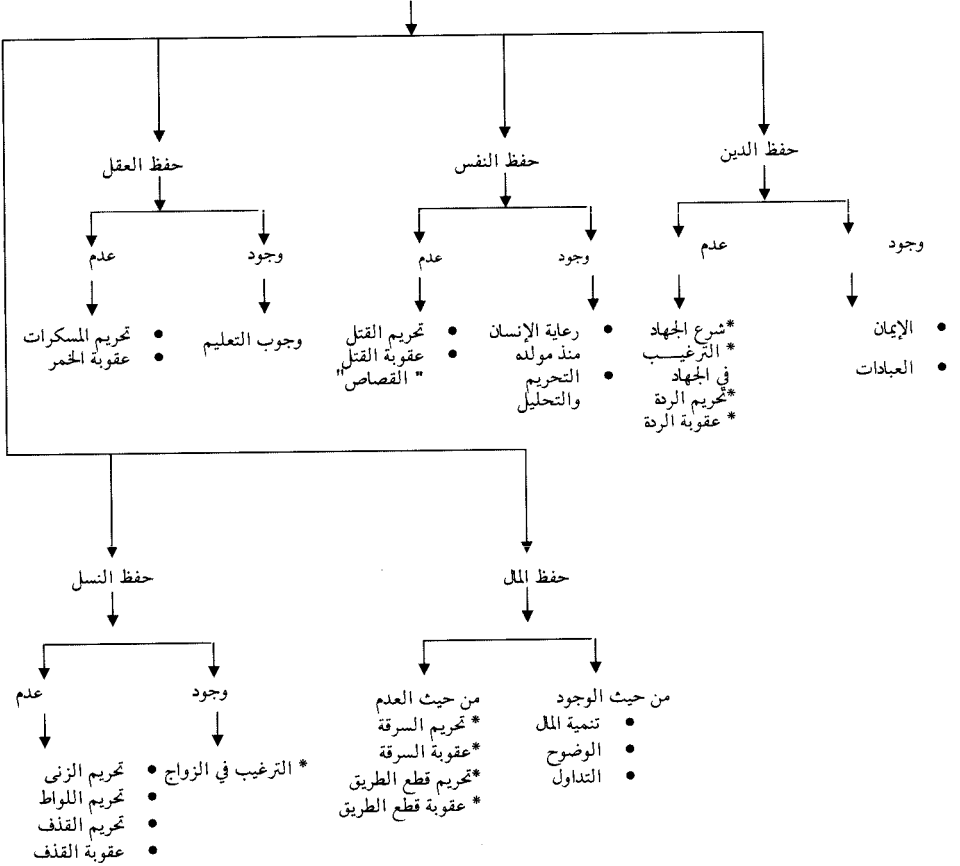 حفظ الدين
وجود
• الإيمان
• العبادات
عدم
*شرع الجهاد
* الترغيب
في الجهاد
*تحريم الردة
* عقوبة الردة
حفظ النفس
وجود
• رعاية الإنسان
منذ مولده
• التحريم
والتحليل
عدم
• تحريم القتل
• عقوبة القتل
" القصاص"
حفظ العقل
وجود
وجوب التعليم
عدم
• تحريم المسكرات
• عقوبة الخمر
حفظ المال
من حيث الوجود
• تنمية المال
• الوضوح
• التداول
من حيث العدم
* تحريم السرقة
*عقوبة السرقة
*تحريم قطع الطريق
* عقوبة قطع الطريق
حفظ النسل
وجود
* الترغيب في الزواج
عدم
• تحريم الزنى
• تحريم اللواط
• تحريم القذف
• عقوبة القذف